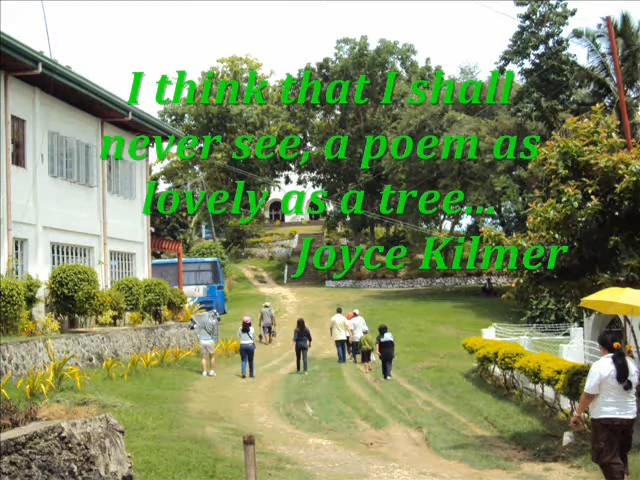 I think that I shall
never see, a poem as
lovely as a tree...
Joyce Kilmer